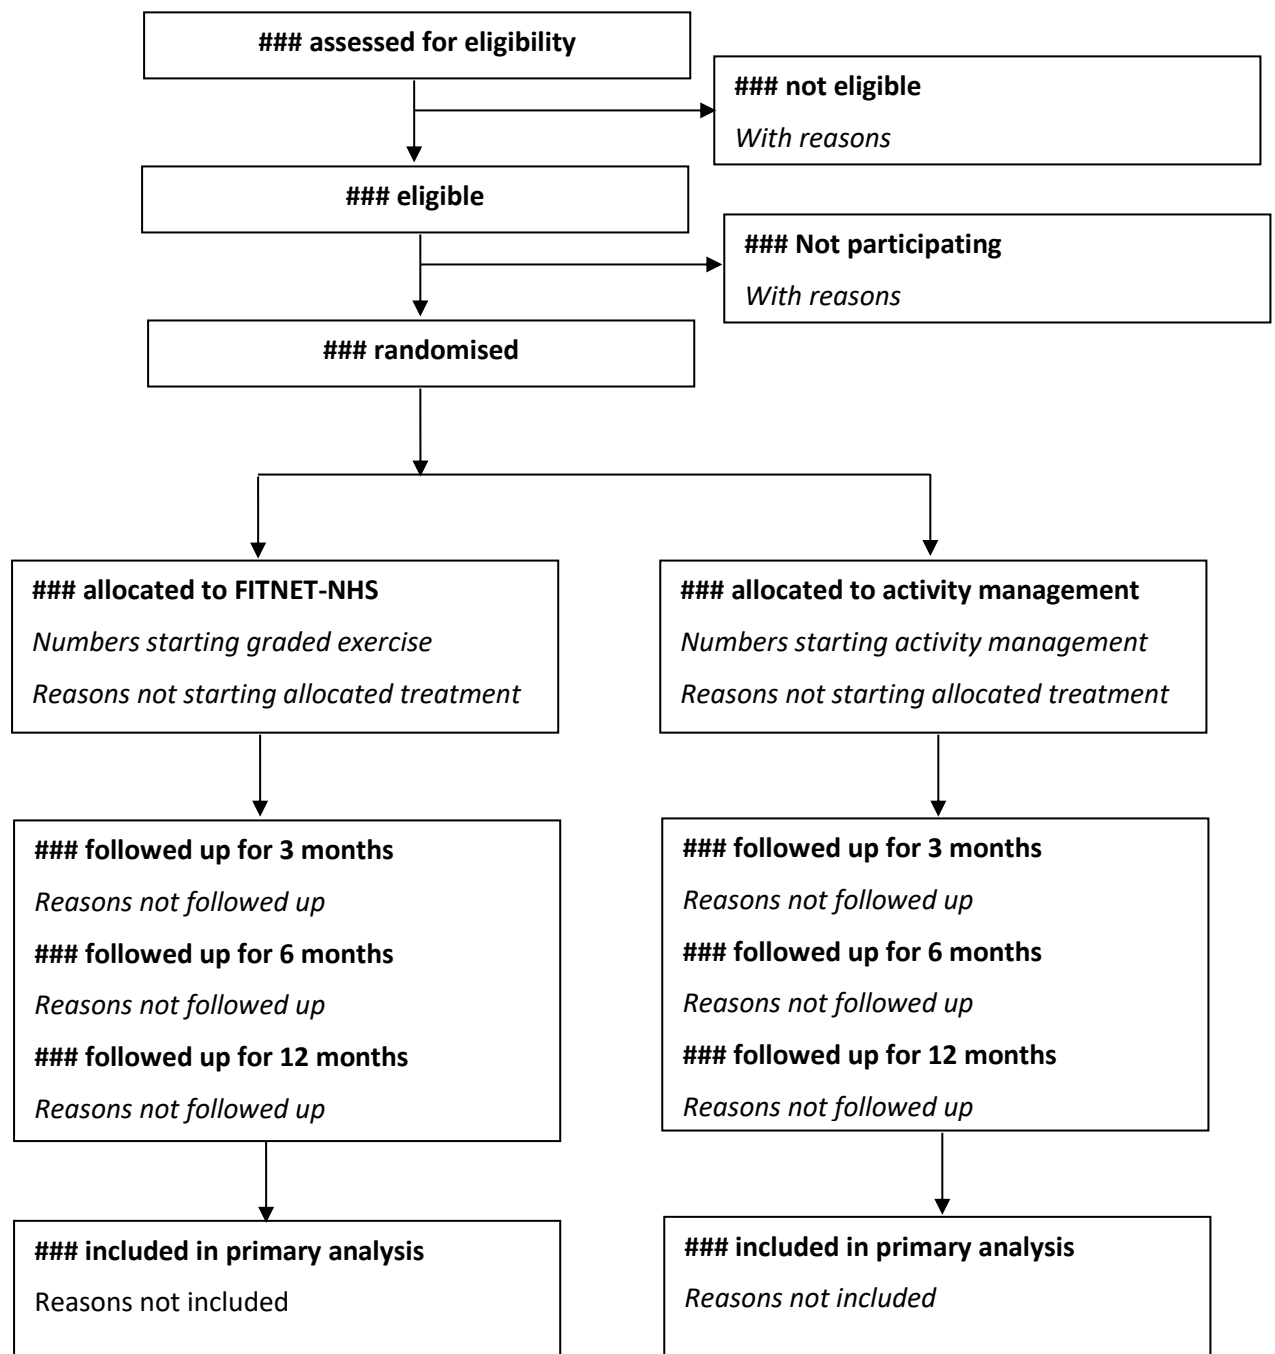 ### assessed for eligibility
### not eligible
With reasons
### eligible
### Not participating
With reasons
### randomised
### allocated to FITNET-NHS
Numbers starting graded exercise
Reasons not starting allocated treatment
### allocated to activity management
Numbers starting activity management
Reasons not starting allocated treatment
### followed up for 3 months
Reasons not followed up
### followed up for 6 months
Reasons not followed up
### followed up for 12 months
Reasons not followed up
### followed up for 3 months
Reasons not followed up
### followed up for 6 months
Reasons not followed up
### followed up for 12 months
Reasons not followed up
### included in primary analysis
Reasons not included
### included in primary analysis
Reasons not included